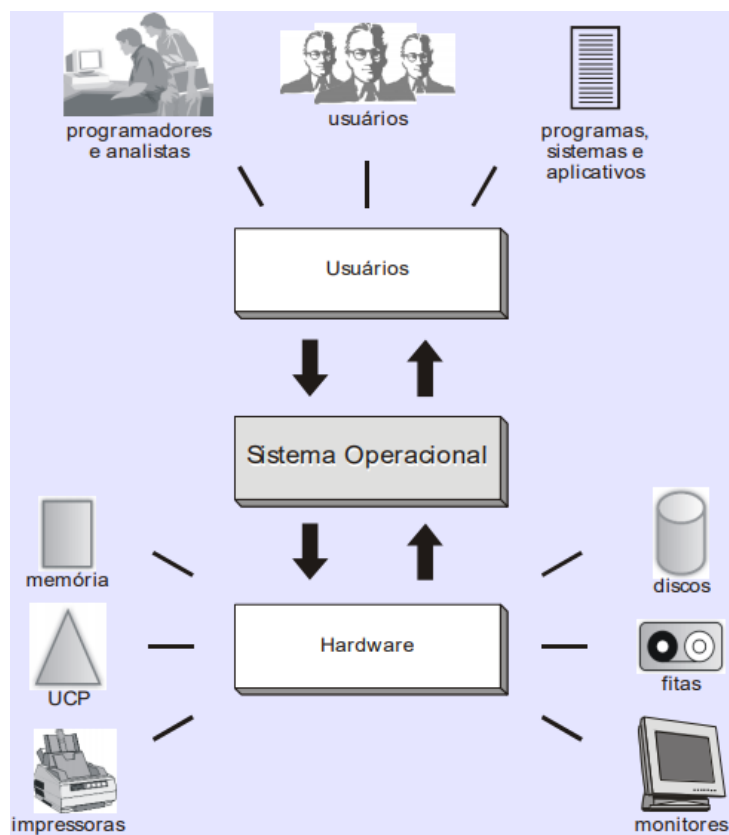 programadores
e analistas
usuários
programas,
sistemas e
aplicativos
Usuários
Sistema Operacional
memória
discos
Hardware
UCP
fitas
impressoras
monitores